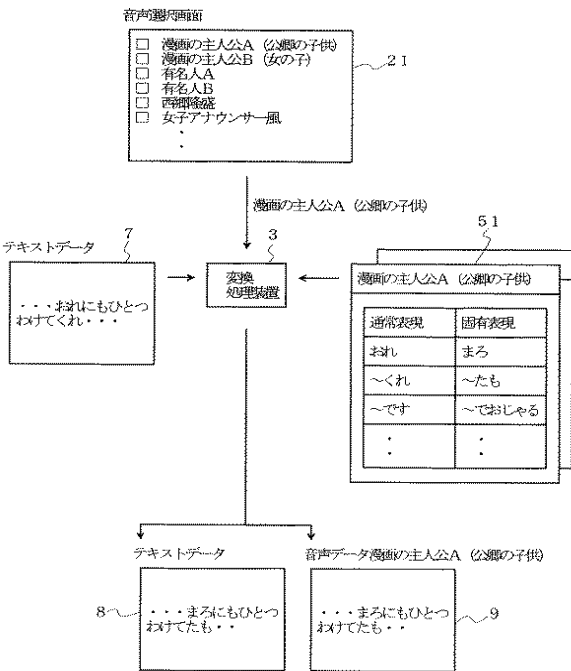 音声選択画面
□ 漫画の主人公A（公卿の子供）
□ 漫画の主人公B（女の子）
□ 有名人A
□ 有名人B
□ 西郷隆盛
□ 女子アナウンサー風
・
・
21
漫画の主人公A（公卿の子供）
テキストデータ
7
・・・おれにもひとつ
わけてくれ・・・
3
変換
処理装置
51
漫画の主人公A（公卿の子供）
通常表現 固有表現
おれ まろ
～くれ ～たも
～です ～でおじゃる
・ ・
・ ・
テキストデータ
8
・・・まろにもひとつ
わけてたも・・
音声データ漫画の主人公A（公卿の子供）
・・・まろにもひとつ
わけてたも・・
9